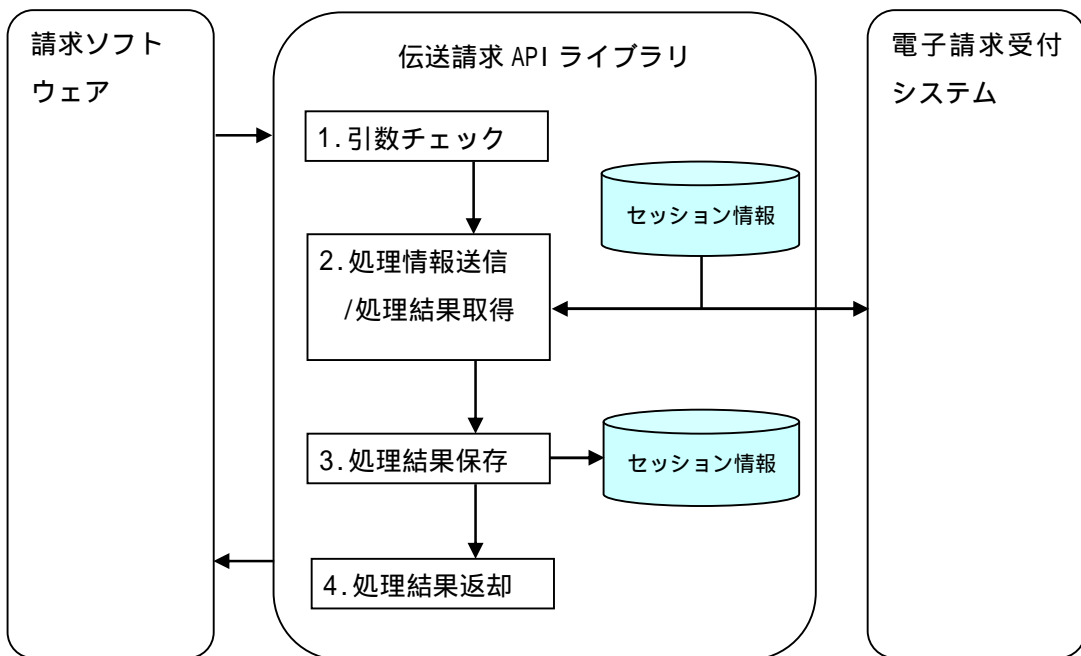 請求ソフト
ウェア
伝送請求 API ライブラリ
電子請求受付
システム
1.引数チェック
セッション情報
2.処理情報送信
/処理結果取得
3.処理結果保存
セッション情報
4.処理結果返却